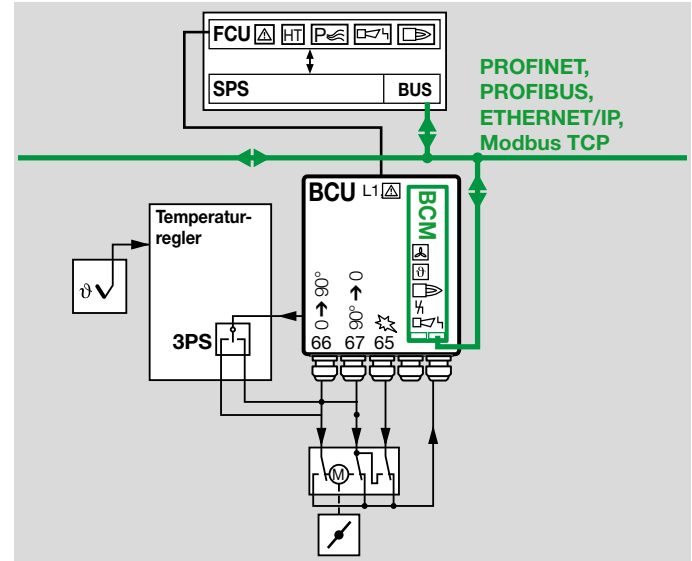 FCU HT P
SPS BUS
PROFINET,
PROFIBUS,
ETHERNET/IP,
Modbus TCP
BCU L1,
BCM
Temperatur-
regler
ϑ
ϑ
0 ➔ 90°
90° ➔ 0
3PS
66 67 65
M